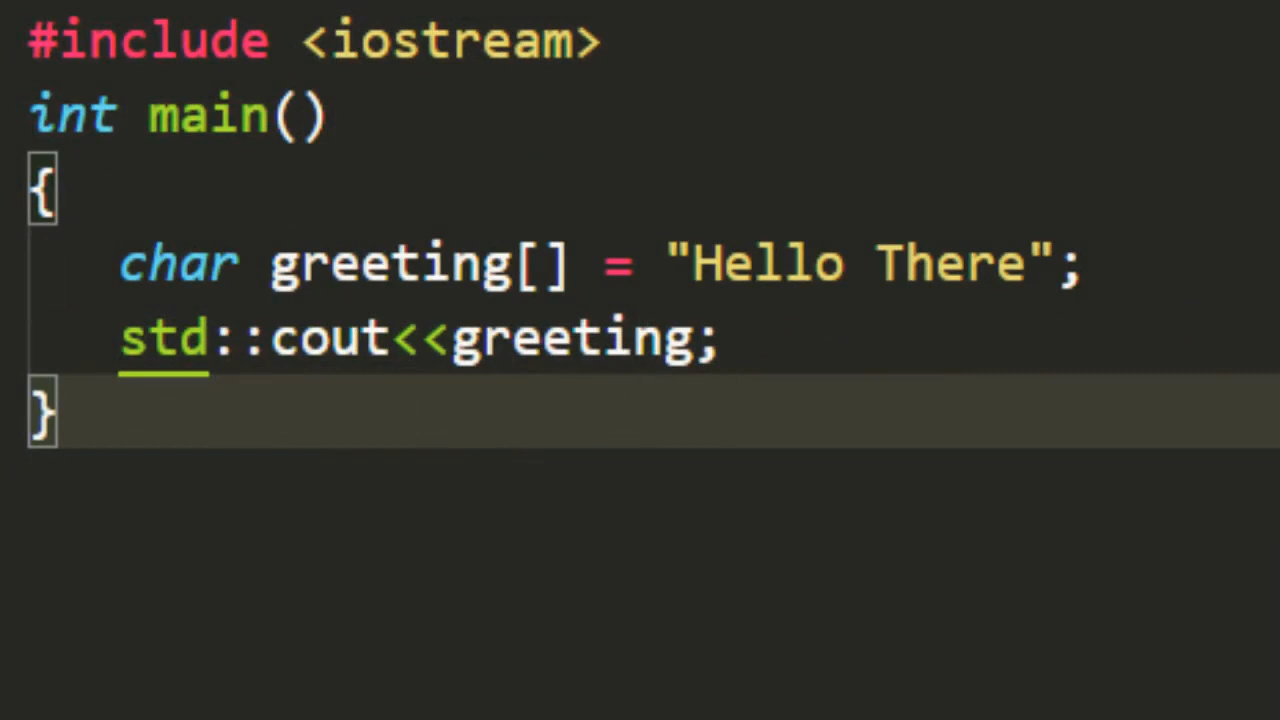 #include <iostream>
int main()
{
   char greeting[] = "Hello There";
   std::cout<<greeting;
}